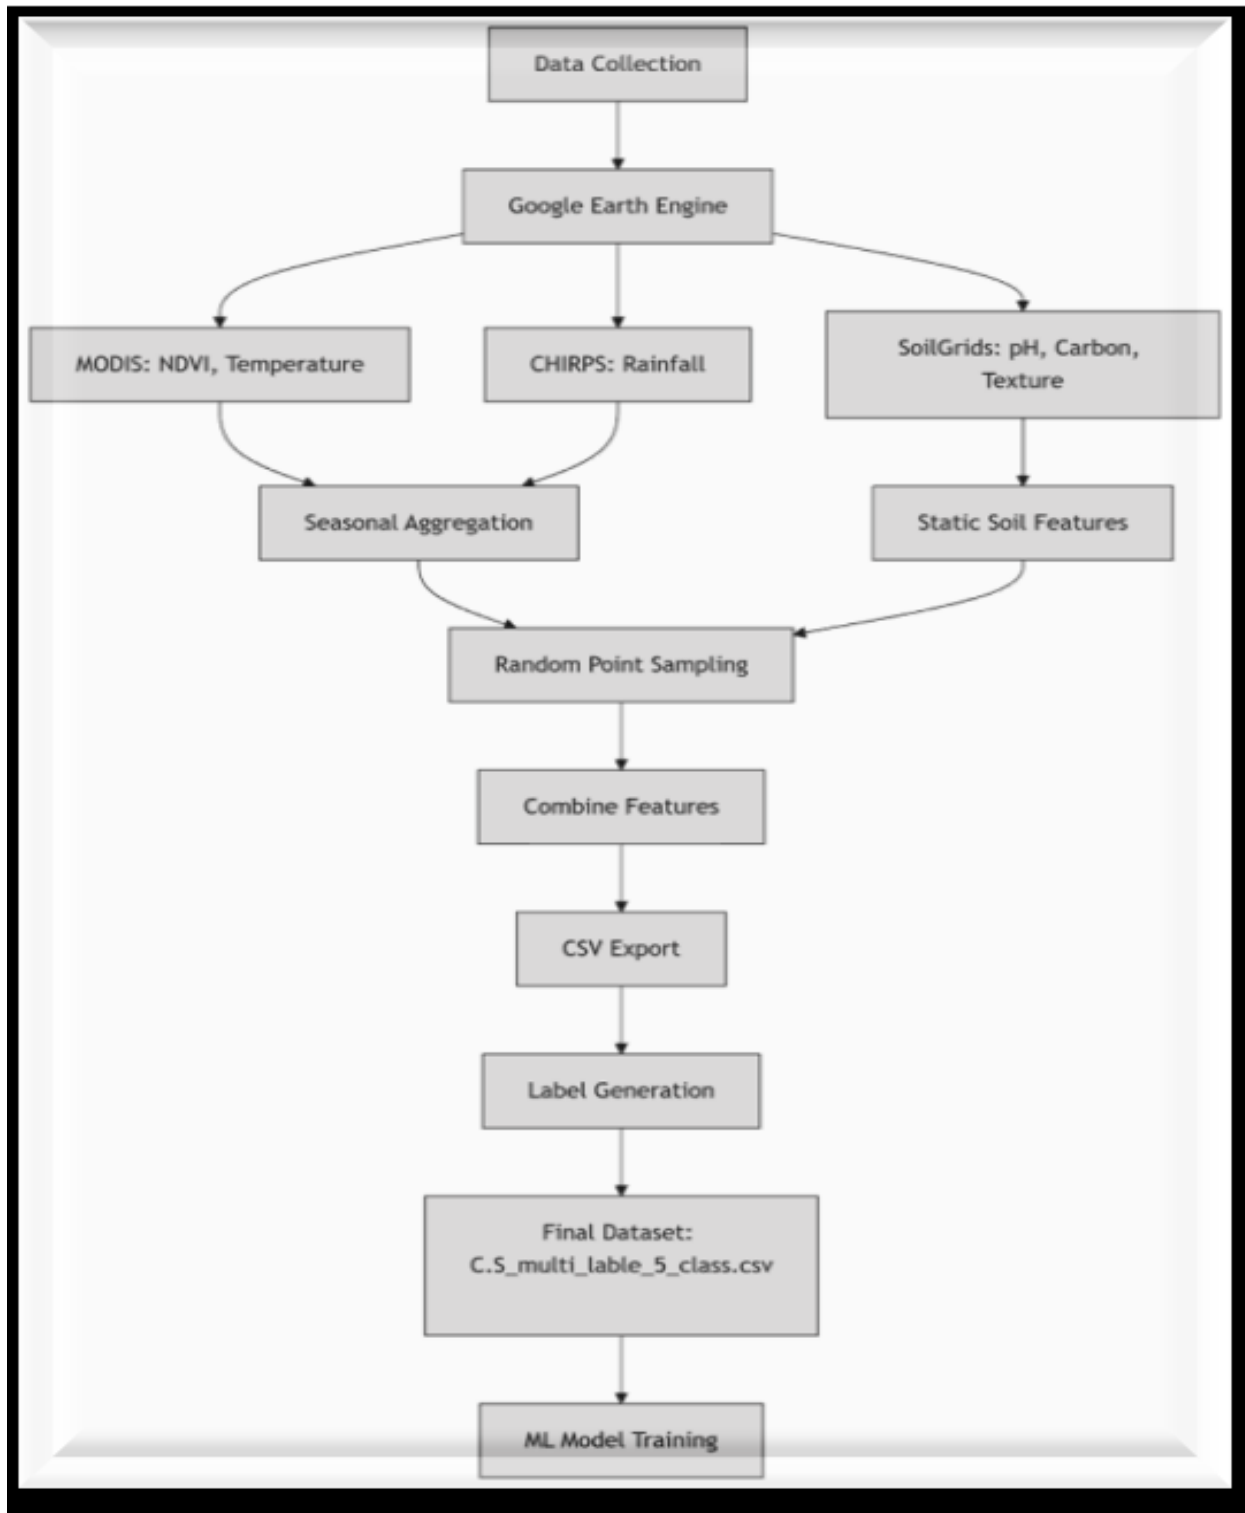 Data Collection
Google Earth Engine
MODIS: NDVI, Temperature
CHIRPS: Rainfall
SoilGrids: pH, Carbon,
Texture
Seasonal Aggregation
Static Soil Features
Random Point Sampling
Combine Features
CSV Export
Label Generation
Final Dataset:
C.S_multi_lable_5_class.csv
ML Model Training